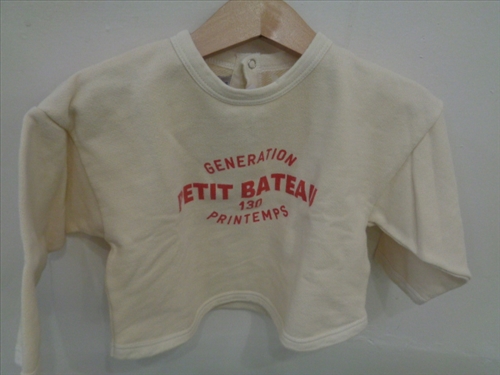 GENERATION
PETIT BATEAU
130
PRINTEMPS